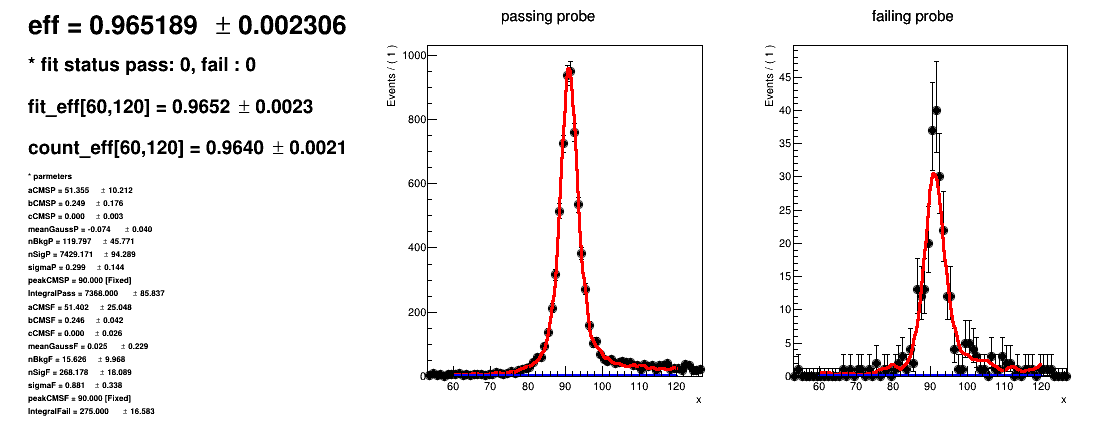 eff = 0.965189 ± 0.002306
* fit status pass: 0, fail : 0
fit_eff[60,120] = 0.9652 ± 0.0023
count_eff[60,120] = 0.9640 ± 0.0021
* parmeters
aCMSP = 51.355 ± 10.212
bCMSP = 0.249 ± 0.176
cCMSP = 0.000 ± 0.003
meanGaussP = -0.074 ± 0.040
nBkgP = 119.797 ± 45.771
nSigP = 7429.171 ± 94.289
sigmaP = 0.299 ± 0.144
peakCMSP = 90.000 [Fixed]
IntegralPass = 7368.000 ± 85.837
aCMSF = 51.402 ± 25.048
bCMSF = 0.246 ± 0.042
cCMSF = 0.000 ± 0.026
meanGaussF = 0.025 ± 0.229
nBkgF = 15.626 ± 9.968
nSigF = 268.178 ± 18.089
sigmaF = 0.881 ± 0.338
peakCMSF = 90.000 [Fixed]
IntegralFail = 275.000 ± 16.583
passing probe
Events / ( 1 )
1000
800
600
400
200
0
60 70 80 90 100 110 120
x
failing probe
Events / ( 1 )
45
40
35
30
25
20
15
10
5
0
60 70 80 90 100 110 120
x